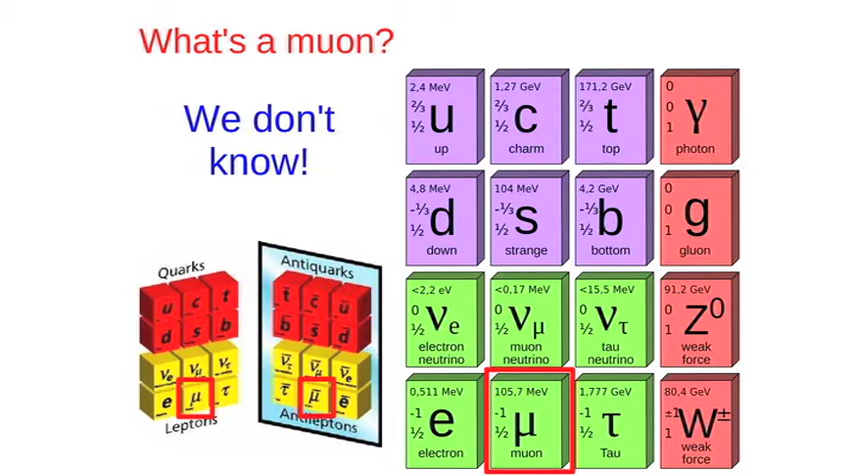 What's a muon?
We don't
know!
Quarks
u c t
d s b
νe νμ ντ
e μ τ
Leptons
Antiquarks
t̅ c̅ u̅
b̅ s̅ d̅
ν̅τ ν̅μ ν̅e
τ̅ μ̅ e̅
Antileptons
2,4 MeV
⅔
½
u
up
1,27 GeV
⅔
½
c
charm
171,2 GeV
⅔
½
t
top
0
0
1
γ
photon
4,8 MeV
-⅓
½
d
down
104 MeV
-⅓
½
s
strange
4,2 GeV
-⅓
½
b
bottom
0
0
1
g
gluon
<2,2 eV
0
½
νe
electron
neutrino
<0,17 MeV
0
½
νμ
muon
neutrino
<15,5 MeV
0
½
ντ
tau
neutrino
91,2 GeV
0
1
Z⁰
weak
force
0,511 MeV
-1
½
e
electron
105,7 MeV
-1
½
μ
muon
1,777 GeV
-1
½
τ
Tau
80,4 GeV
±1
1
W±
weak
force